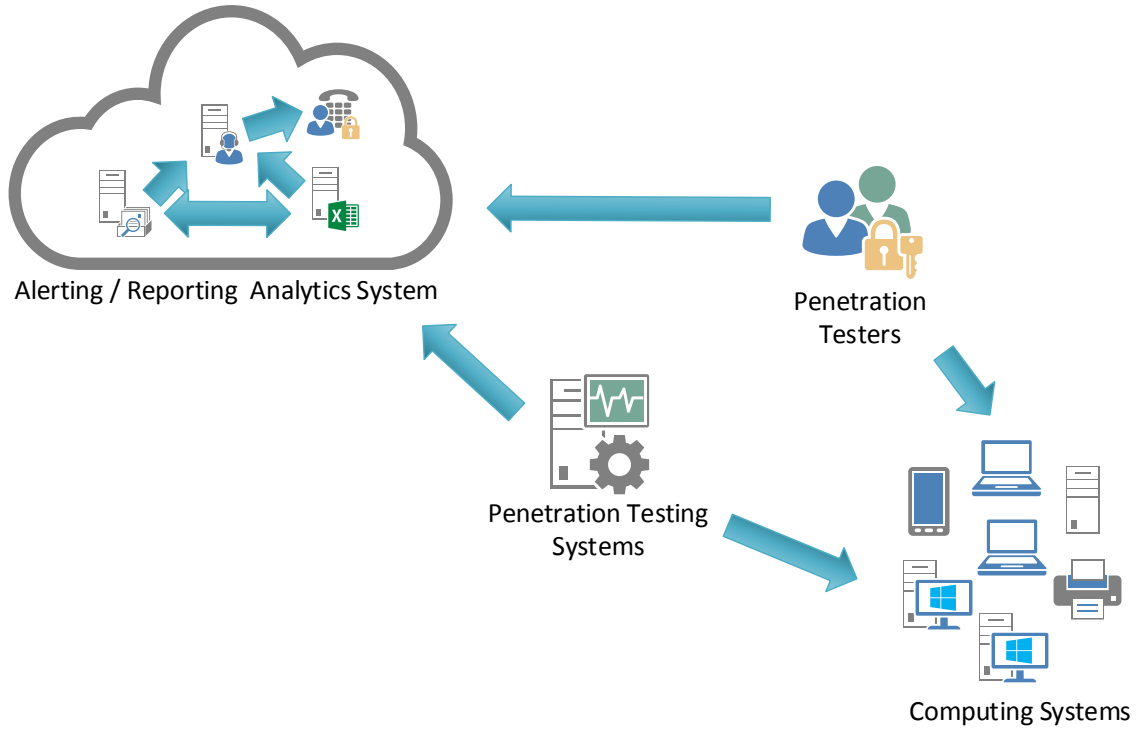 Alerting / Reporting  Analytics System
Penetration
Testers
Penetration Testing
Systems
Computing Systems
X